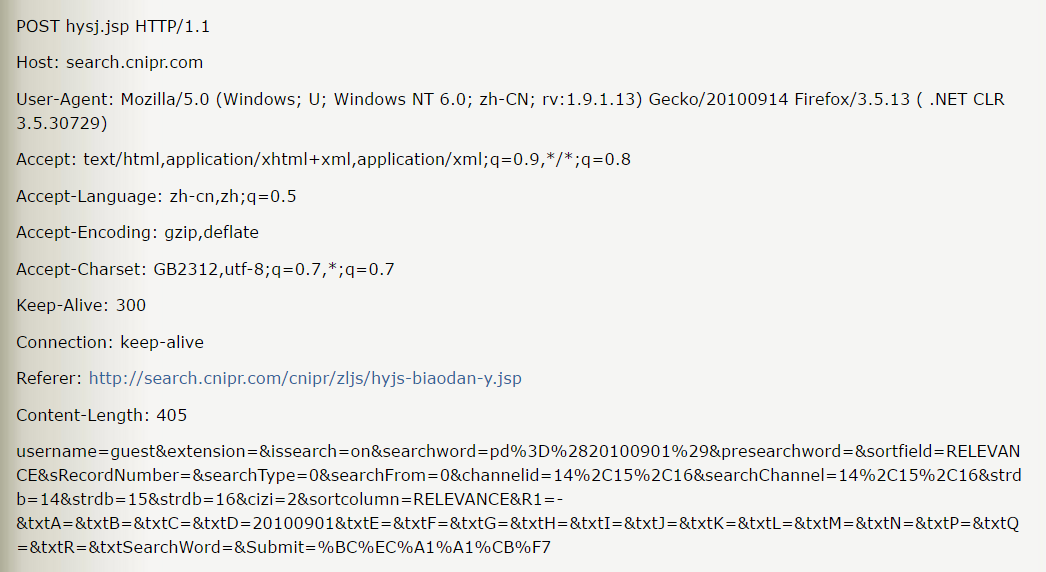 POST hysj.jsp HTTP/1.1
Host: search.cnipr.com
User-Agent: Mozilla/5.0 (Windows; U; Windows NT 6.0; zh-CN; rv:1.9.1.13) Gecko/20100914 Firefox/3.5.13 ( .NET CLR
3.5.30729)
Accept: text/html,application/xhtml+xml,application/xml;q=0.9,*/*;q=0.8
Accept-Language: zh-cn,zh;q=0.5
Accept-Encoding: gzip,deflate
Accept-Charset: GB2312,utf-8;q=0.7,*;q=0.7
Keep-Alive: 300
Connection: keep-alive
Referer: http://search.cnipr.com/cnipr/zljs/hyjs-biaodan-y.jsp
Content-Length: 405
username=guest&extension=&issearch=on&searchword=pd%3D%2820100901%29&presearchword=&sortfield=RELEVAN
CE&sRecordNumber=&searchType=0&searchFrom=0&channelid=14%2C15%2C16&searchChannel=14%2C15%2C16&strd
b=14&strdb=15&strdb=16&cizi=2&sortcolumn=RELEVANCE&R1=-
&txtA=&txtB=&txtC=&txtD=20100901&txtE=&txtF=&txtG=&txtH=&txtI=&txtJ=&txtK=&txtL=&txtM=&txtN=&txtP=&txtQ
=&txtR=&txtSearchWord=&Submit=%BC%EC%A1%A1%CB%F7